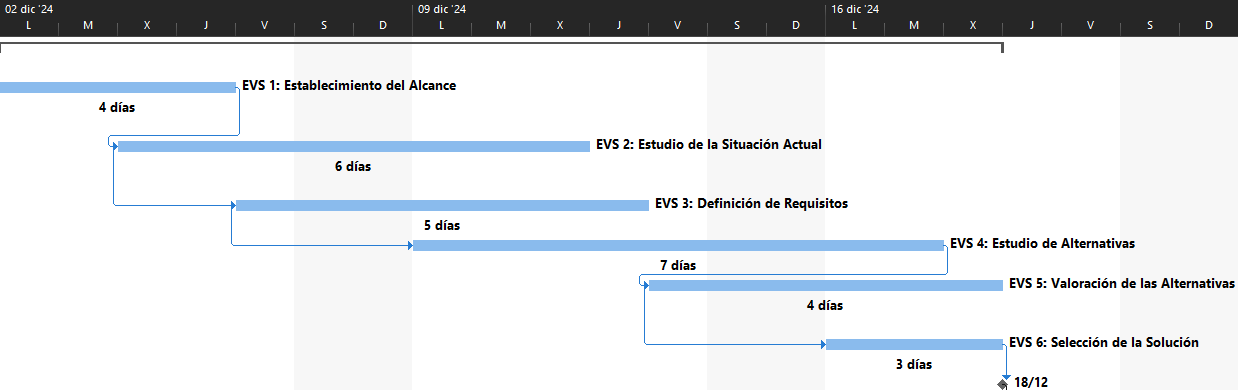 02 dic '24 09 dic '24 16 dic '24
L M X J V S D L M X J V S D L M X J V S D
EVS 1: Establecimiento del Alcance
4 días
EVS 2: Estudio de la Situación Actual
6 días
EVS 3: Definición de Requisitos
5 días
EVS 4: Estudio de Alternativas
7 días
EVS 5: Valoración de las Alternativas
4 días
EVS 6: Selección de la Solución
3 días
18/12